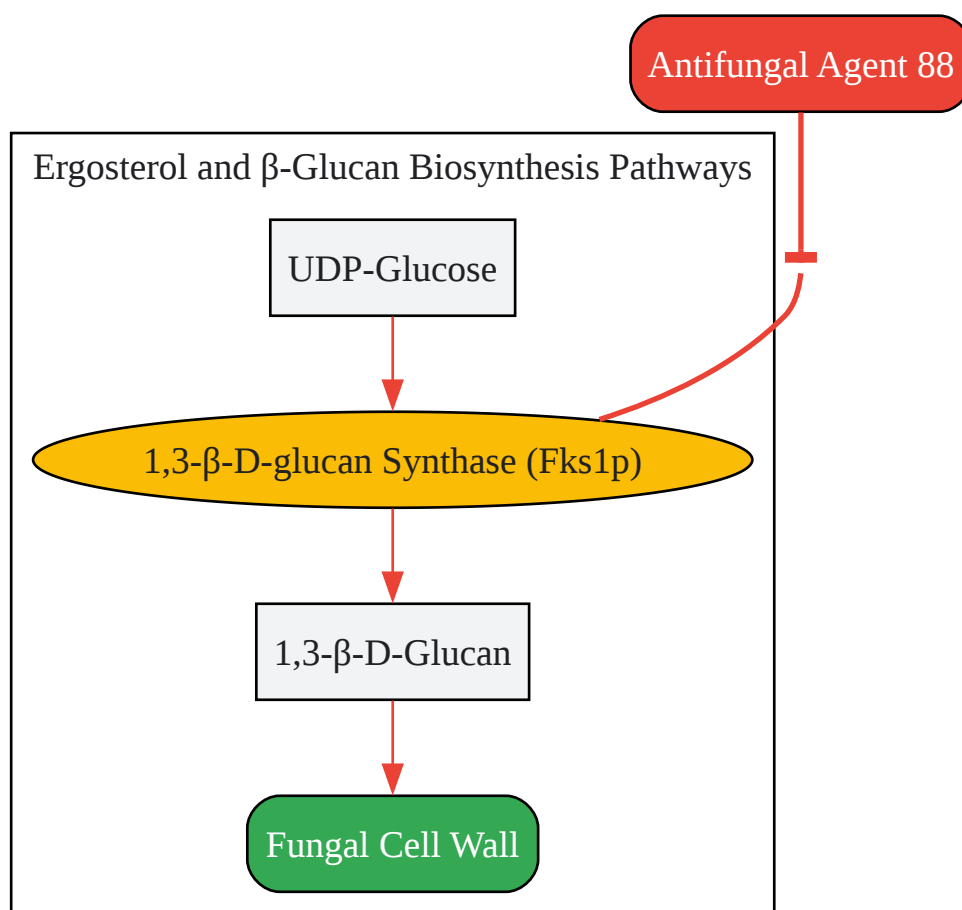 Antifungal Agent 88
Ergosterol and β-Glucan Biosynthesis Pathways
UDP-Glucose
1,3-β-D-glucan Synthase (Fks1p)
1,3-β-D-Glucan
Fungal Cell Wall